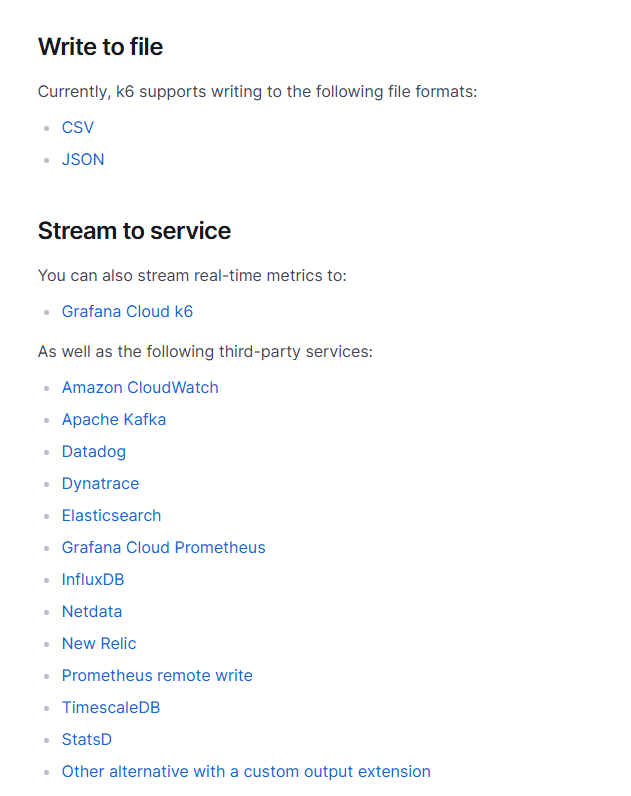 Write to file
Currently, k6 supports writing to the following file formats:
CSV
JSON
Stream to service
You can also stream real-time metrics to:
Grafana Cloud k6
As well as the following third-party services:
Amazon CloudWatch
Apache Kafka
Datadog
Dynatrace
Elasticsearch
Grafana Cloud Prometheus
InfluxDB
Netdata
New Relic
Prometheus remote write
TimescaleDB
StatsD
Other alternative with a custom output extension